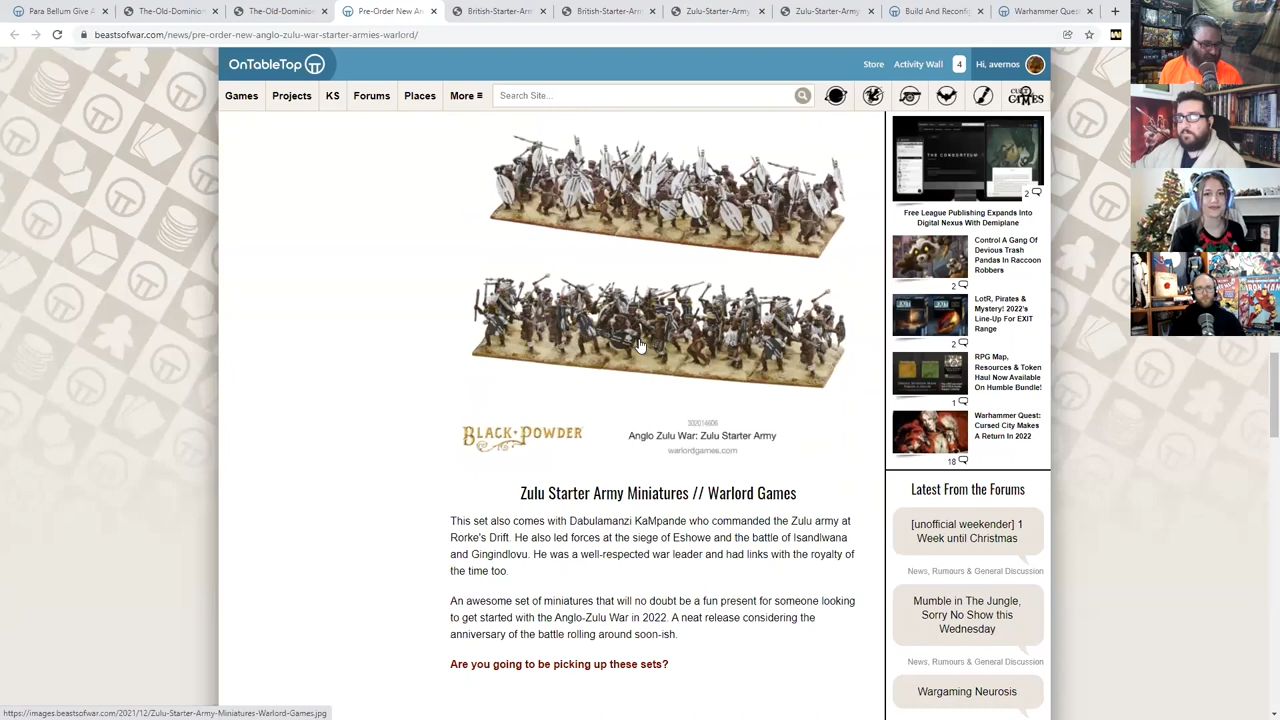 Para Bellum Give A
The-Old-Dominion
The-Old-Dominion
Pre-Order New An
British-Starter-Arm
British-Starter-Arm
Zulu-Starter-Army
Zulu-Starter-Army
Build And Reconfig
Warhammer Quest
beastsofwar.com/news/pre-order-new-anglo-zulu-war-starter-armies-warlord/
OnTableTop
Store
Activity Wall
4
Hi, avernos
Games
Projects
KS
Forums
Places
More
Search Site...
GAMES
THE CONSORTIUM
2
Free League Publishing Expands Into
Digital Nexus With Demiplane
Control A Gang Of
Devious Trash
Pandas In Raccoon
Robbers
2
LotR, Pirates &
Mystery! 2022's
Line-Up For EXIT
Range
2
RPG Map,
Resources & Token
Haul Now Available
On Humble Bundle!
1
Warhammer Quest:
Cursed City Makes
A Return In 2022
18
BLACK POWDER
302014606
Anglo Zulu War: Zulu Starter Army
warlordgames.com
Zulu Starter Army Miniatures // Warlord Games
This set also comes with Dabulamanzi KaMpande who commanded the Zulu army at
Rorke's Drift. He also led forces at the siege of Eshowe and the battle of Isandlwana
and Gingindlovu. He was a well-respected war leader and had links with the royalty of
the time too.
An awesome set of miniatures that will no doubt be a fun present for someone looking
to get started with the Anglo-Zulu War in 2022. A neat release considering the
anniversary of the battle rolling around soon-ish.
Are you going to be picking up these sets?
Latest From the Forums
[unofficial weekender] 1
Week until Christmas
News, Rumours & General Discussion
Mumble in The Jungle,
Sorry No Show this
Wednesday
News, Rumours & General Discussion
Wargaming Neurosis
https://images.beastsofwar.com/2021/12/Zulu-Starter-Army-Miniatures-Warlord-Games.jpg
IRON MAN